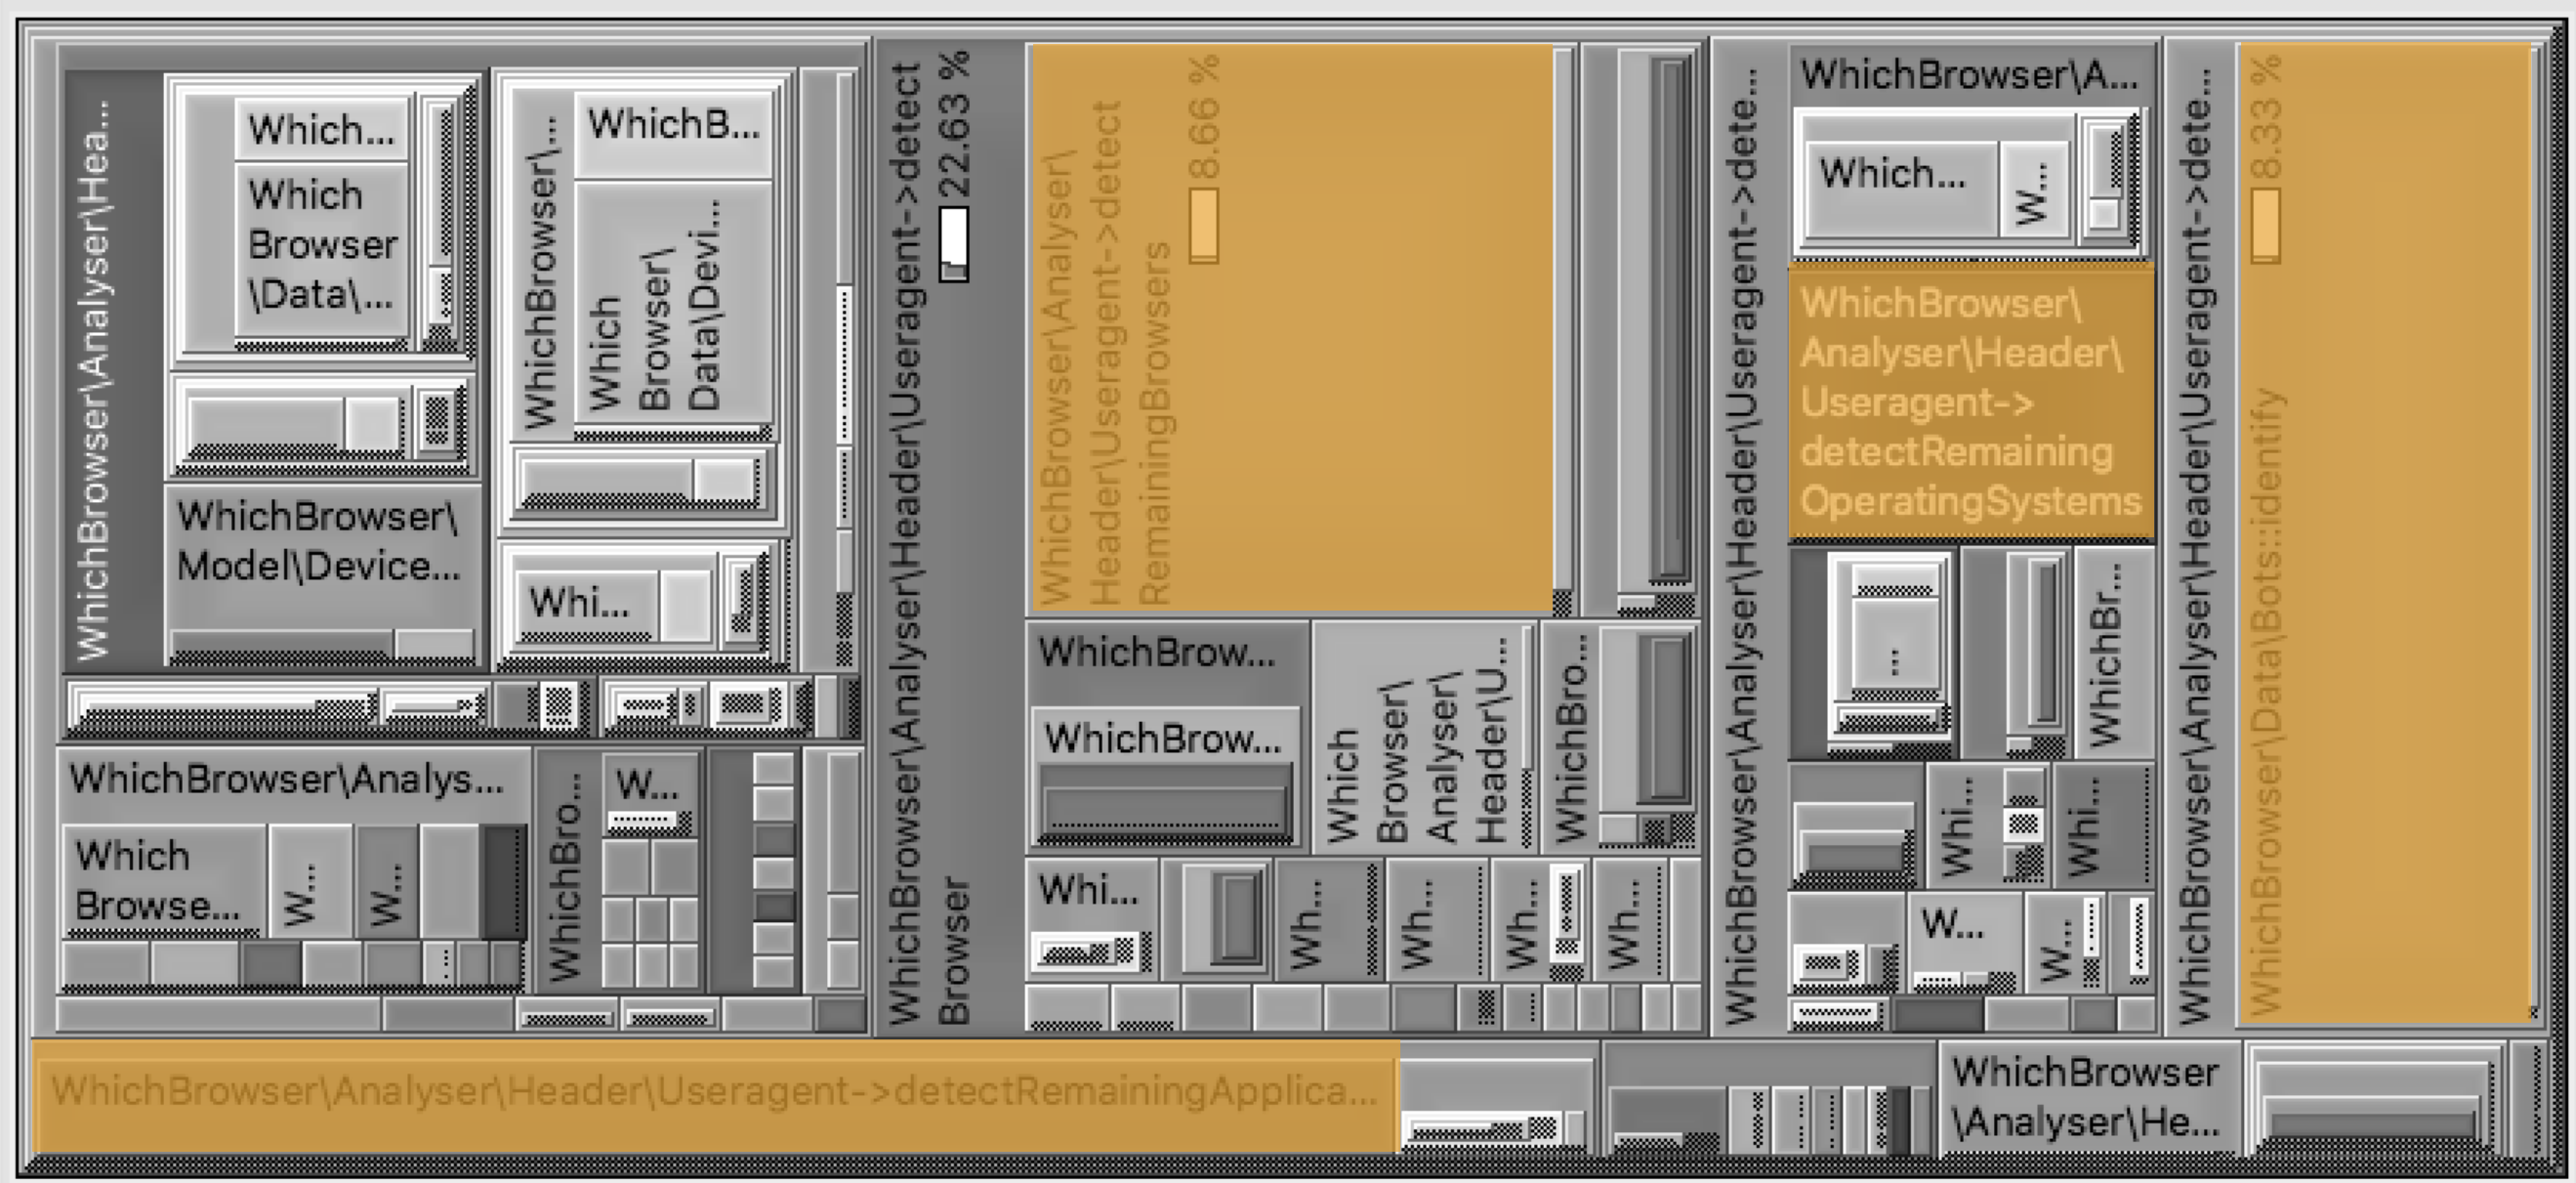 WhichBrowser\Analyser\Hea...
Which...
Which
Browser
\Data\...
WhichBrowser\
Model\Device...
WhichBrowser\...
WhichB...
Which
Browser\
Data\Devi...
Whi...
WhichBrowser\Analys...
Which
Browse...
W...
W...
WhichBro...
W...
WhichBrowser\Analyser\Header\Useragent->detect
Browser
22.63 %
WhichBrowser\Analyser\
Header\Useragent->detect
RemainingBrowsers
8.66 %
WhichBrow...
WhichBrow...
Which
Browser\
Analyser\
Header\U...
WhichBro...
Whi...
Wh...
Wh...
Wh...
Wh...
WhichBrowser\Analyser\Header\Useragent->dete...
WhichBrowser\A...
Which...
W...
WhichBrowser\
Analyser\Header\
Useragent->
detectRemaining
OperatingSystems
...
WhichBr...
Whi...
Whi...
W...
W...
WhichBrowser\Analyser\Header\Useragent->dete...
WhichBrowser\Data\Bots::identify
8.33 %
WhichBrowser\Analyser\Header\Useragent->detectRemainingApplica...
WhichBrowser
\Analyser\He...